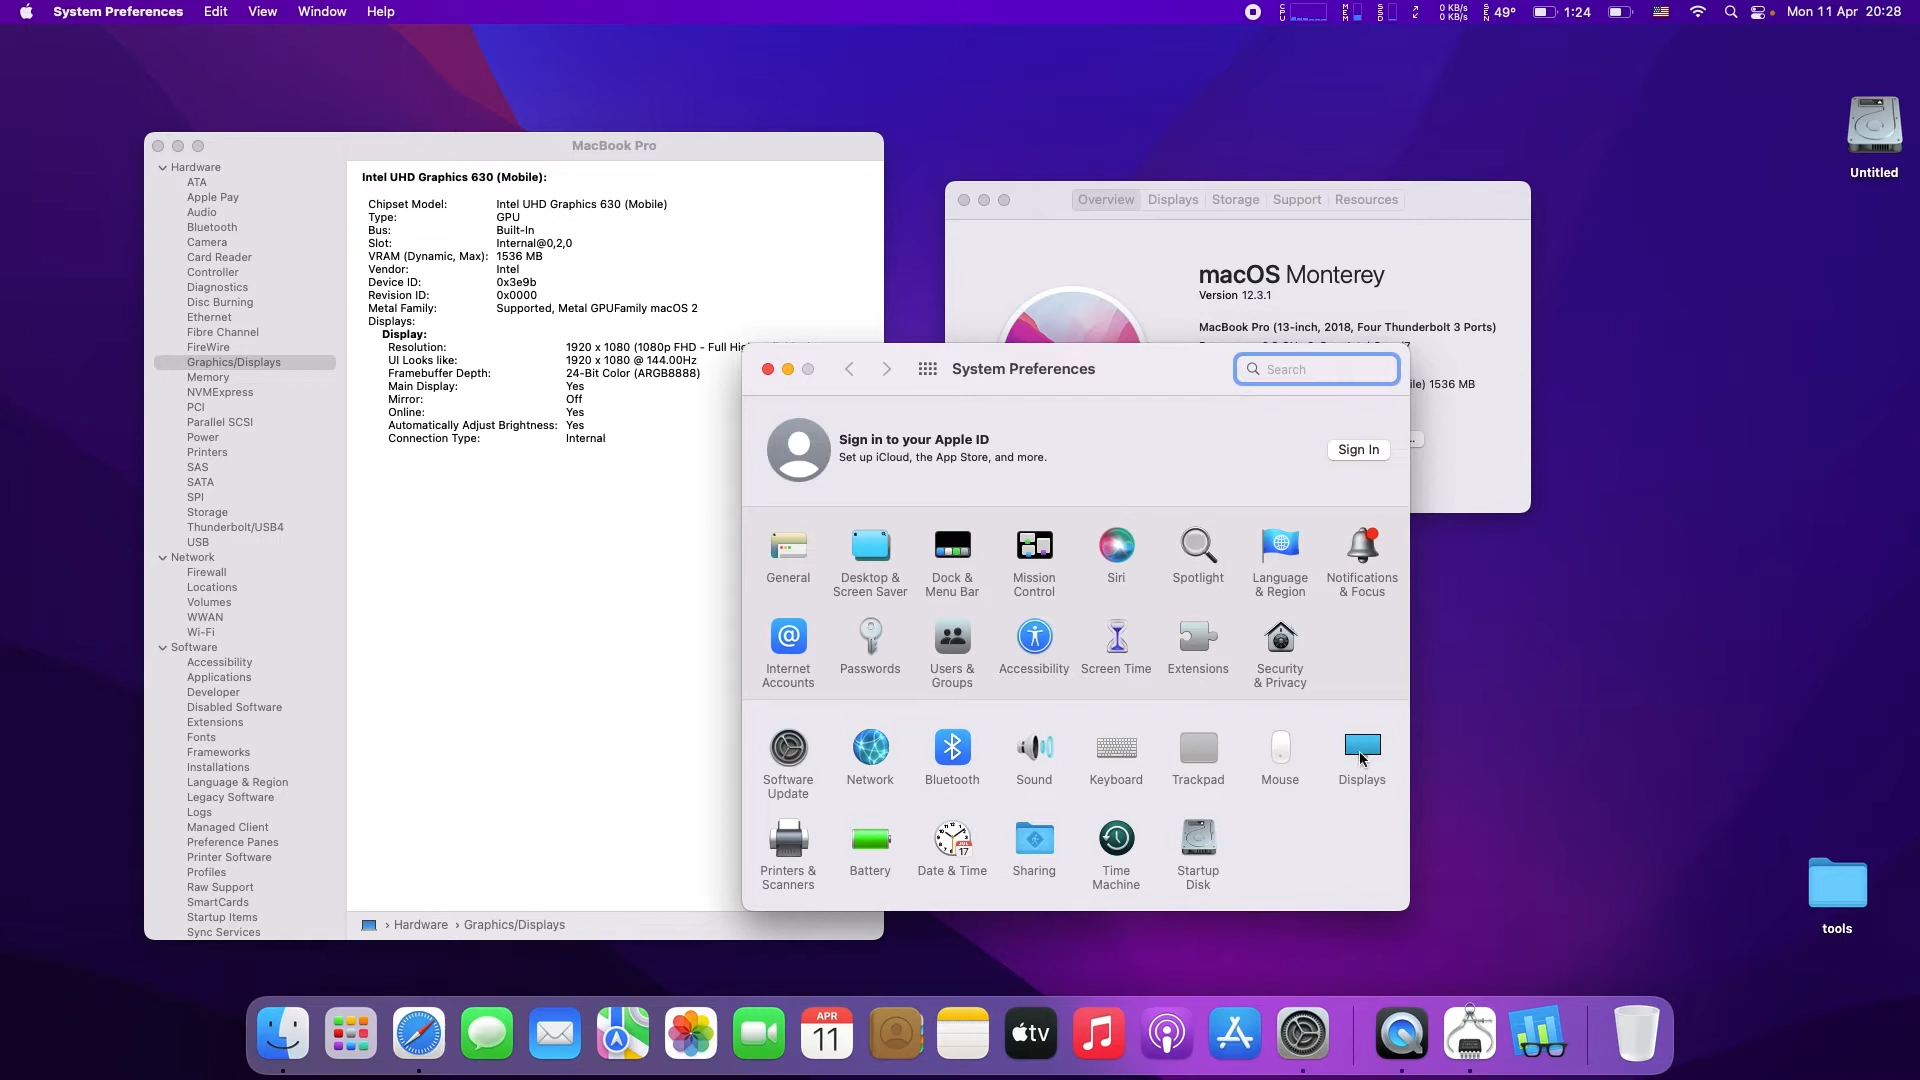 System Preferences Edit View Window Help
CPU MEM SSD 0 KB/s 0 KB/s SEN 49° 1:24 Mon 11 Apr 20:28
Untitled
MacBook Pro
Hardware
ATA
Apple Pay
Audio
Bluetooth
Camera
Card Reader
Controller
Diagnostics
Disc Burning
Ethernet
Fibre Channel
FireWire
Graphics/Displays
Memory
NVMExpress
PCI
Parallel SCSI
Power
Printers
SAS
SATA
SPI
Storage
Thunderbolt/USB4
USB
Network
Firewall
Locations
Volumes
WWAN
Wi-Fi
Software
Accessibility
Applications
Developer
Disabled Software
Extensions
Fonts
Frameworks
Installations
Language & Region
Legacy Software
Logs
Managed Client
Preference Panes
Printer Software
Profiles
Raw Support
SmartCards
Startup Items
Sync Services
Intel UHD Graphics 630 (Mobile):
Chipset Model: Intel UHD Graphics 630 (Mobile)
Type: GPU
Bus: Built-In
Slot: Internal@0,2,0
VRAM (Dynamic, Max): 1536 MB
Vendor: Intel
Device ID: 0x3e9b
Revision ID: 0x0000
Metal Family: Supported, Metal GPUFamily macOS 2
Displays:
Display:
Resolution: 1920 x 1080 (1080p FHD - Full
UI Looks like: 1920 x 1080 @ 144.00Hz
Framebuffer Depth: 24-Bit Color (ARGB8888)
Main Display: Yes
Mirror: Off
Online: Yes
Automatically Adjust Brightness: Yes
Connection Type: Internal
› Hardware › Graphics/Displays
Overview Displays Storage Support Resources
macOS Monterey
Version 12.3.1
MacBook Pro (13-inch, 2018, Four Thunderbolt 3 Ports)
ile) 1536 MB
System Preferences
Search
Sign in to your Apple ID
Set up iCloud, the App Store, and more.
Sign In
General
Desktop &
Screen Saver
Dock &
Menu Bar
Mission
Control
Siri
Spotlight
Language
& Region
Notifications
& Focus
Internet
Accounts
Passwords
Users &
Groups
Accessibility
Screen Time
Extensions
Security
& Privacy
Software
Update
Network
Bluetooth
Sound
Keyboard
Trackpad
Mouse
Displays
Printers &
Scanners
Battery
Date & Time
Sharing
Time
Machine
Startup
Disk
JUL
17
tools
APR
11
tv